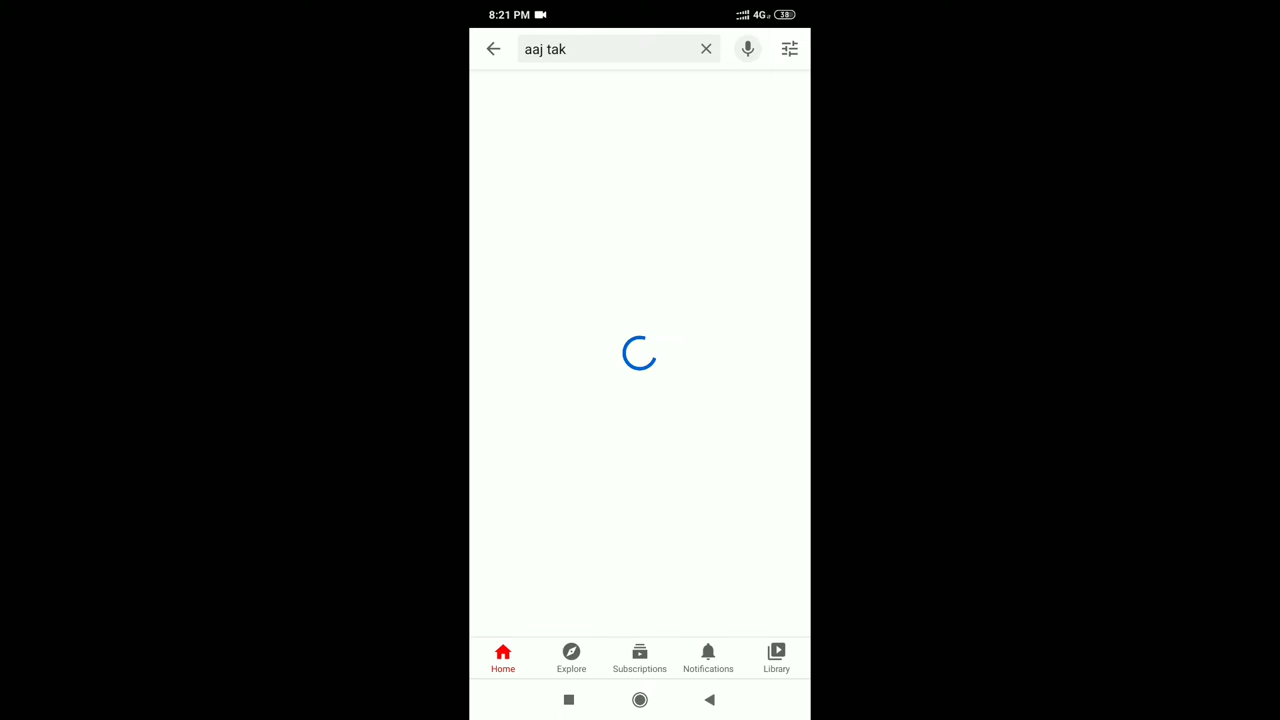 8:21 PM
4G
38
aaj tak
Home
Explore
Subscriptions
Notifications
Library